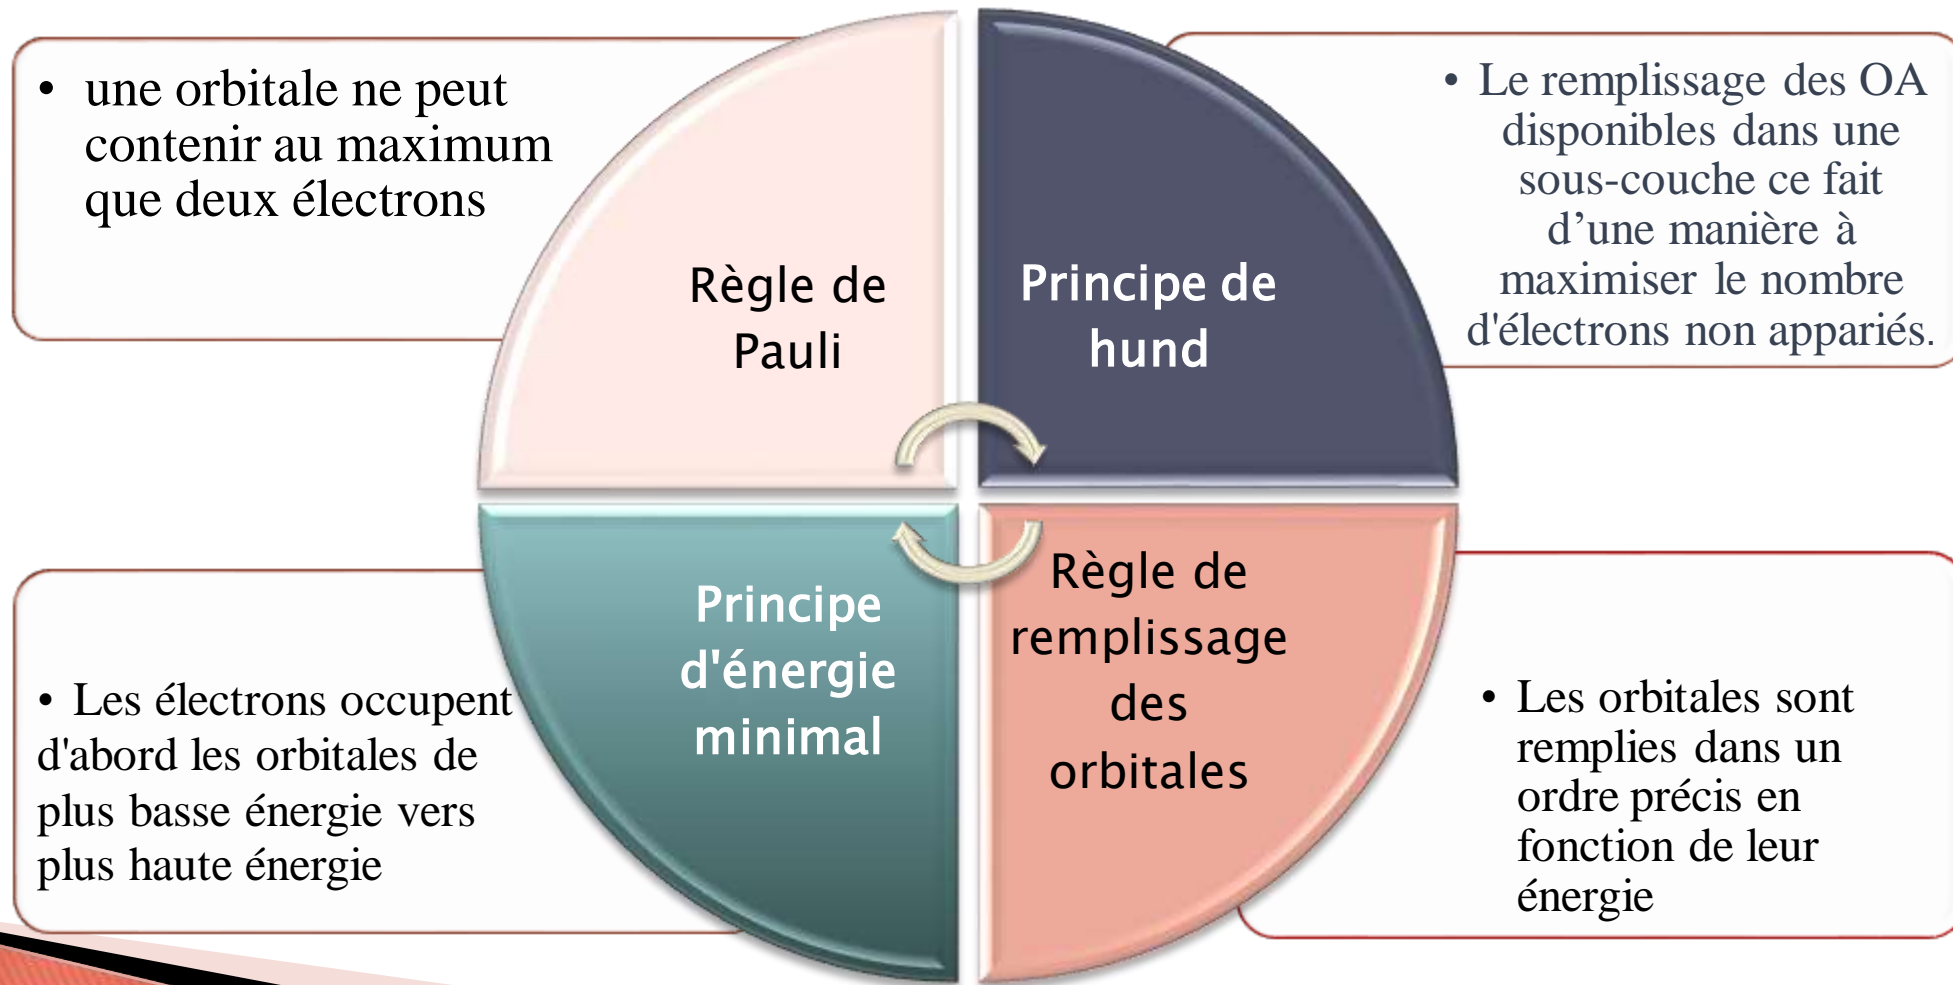 • une orbitale ne peut
contenir au maximum
que deux électrons
Règle de
Pauli
Principe de
hund
• Le remplissage des OA
disponibles dans une
sous-couche ce fait
d’une manière à
maximiser le nombre
d'électrons non appariés.
Principe
d'énergie
minimal
• Les électrons occupent
d'abord les orbitales de
plus basse énergie vers
plus haute énergie
Règle de
remplissage
des
orbitales
• Les orbitales sont
remplies dans un
ordre précis en
fonction de leur
énergie